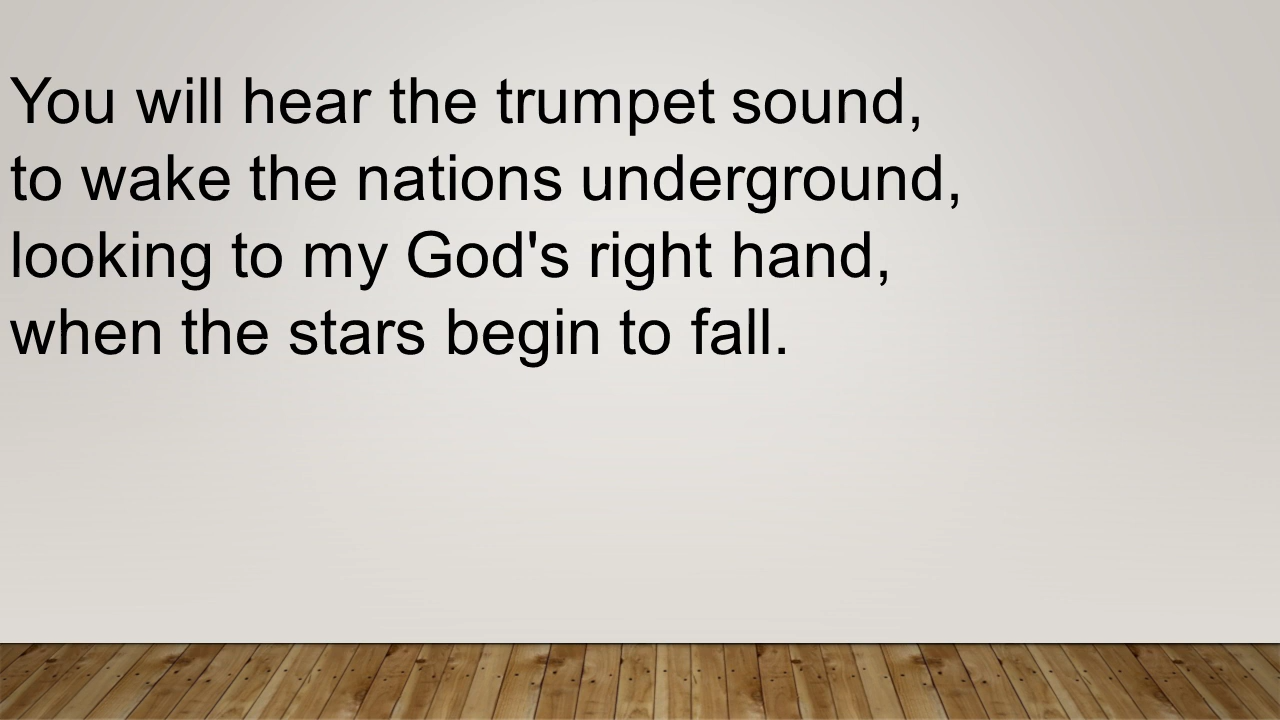 You will hear the trumpet sound,
to wake the nations underground,
looking to my God's right hand,
when the stars begin to fall.